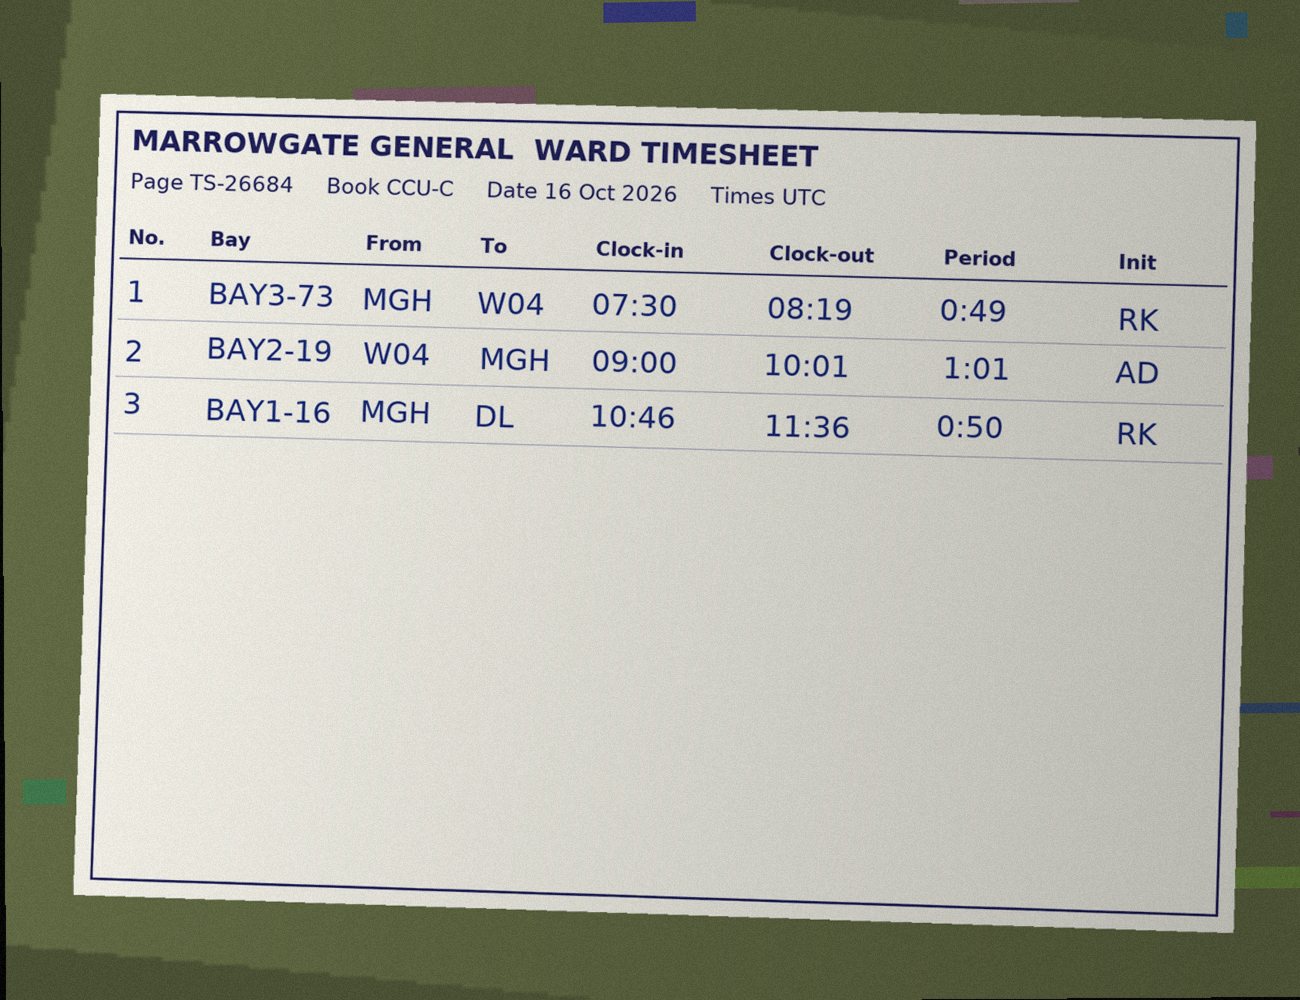 MARROWGATE GENERAL WARD TIMESHEET
Page TS-26684 Book CCU-C Date 16 Oct 2026 Times UTC
No. Bay From To Clock-in Clock-out Period Init
1 BAY3-73 MGH W04 07:30 08:19 0:49 RK
2 BAY2-19 W04 MGH 09:00 10:01 1:01 AD
3 BAY1-16 MGH DL 10:46 11:36 0:50 RK